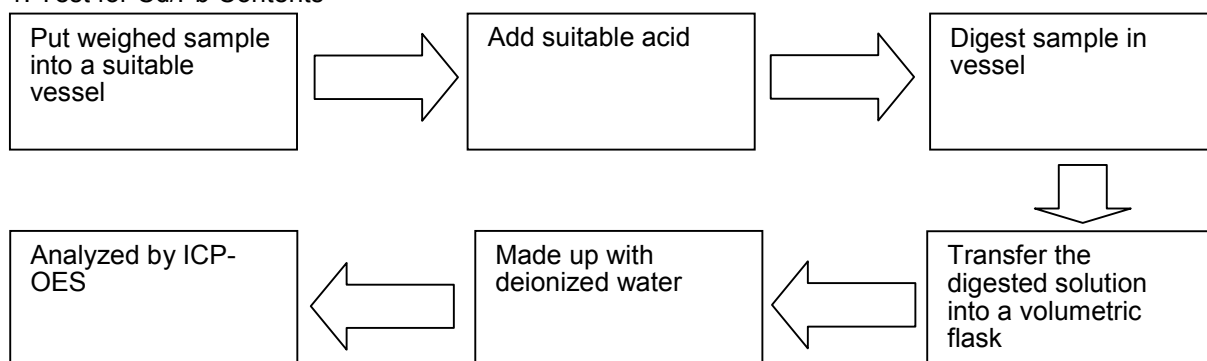 1. Test for Cd/Pb Contents
Put weighed sample
into a suitable
vessel
Add suitable acid
Digest sample in
vessel
Transfer the
digested solution
into a volumetric
flask
Made up with
deionized water
Analyzed by ICP-
OES